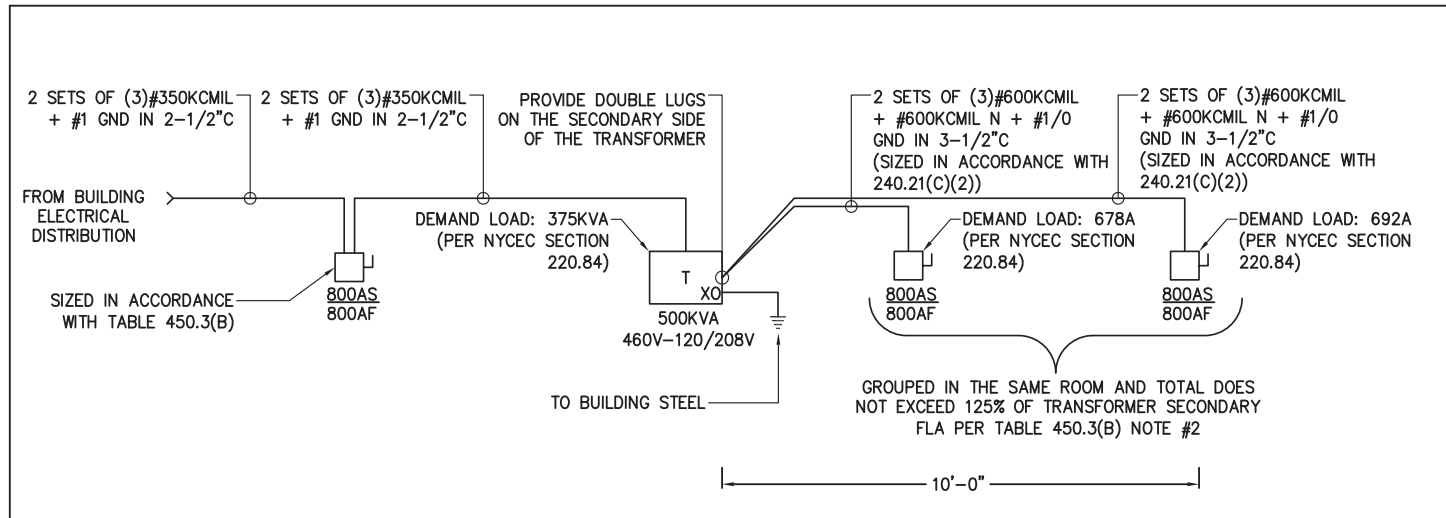 2 SETS OF (3)#350KCMIL
+ #1 GND IN 2-1/2"C
2 SETS OF (3)#350KCMIL
+ #1 GND IN 2-1/2"C
PROVIDE DOUBLE LUGS
ON THE SECONDARY SIDE
OF THE TRANSFORMER
2 SETS OF (3)#600KCMIL
+ #600KCMIL N + #1/0
GND IN 3-1/2"C
(SIZED IN ACCORDANCE WITH
240.21(C)(2))
2 SETS OF (3)#600KCMIL
+ #600KCMIL N + #1/0
GND IN 3-1/2"C
(SIZED IN ACCORDANCE WITH
240.21(C)(2))
FROM BUILDING
ELECTRICAL
DISTRIBUTION
DEMAND LOAD: 375KVA
(PER NYCEC SECTION
220.84)
DEMAND LOAD: 678A
(PER NYCEC SECTION
220.84)
DEMAND LOAD: 692A
(PER NYCEC SECTION
220.84)
SIZED IN ACCORDANCE
WITH TABLE 450.3(B)
800AS
800AF
T
XO
500KVA
460V-120/208V
800AS
800AF
800AS
800AF
TO BUILDING STEEL
GROUPED IN THE SAME ROOM AND TOTAL DOES
NOT EXCEED 125% OF TRANSFORMER SECONDARY
FLA PER TABLE 450.3(B) NOTE #2
10'-0"